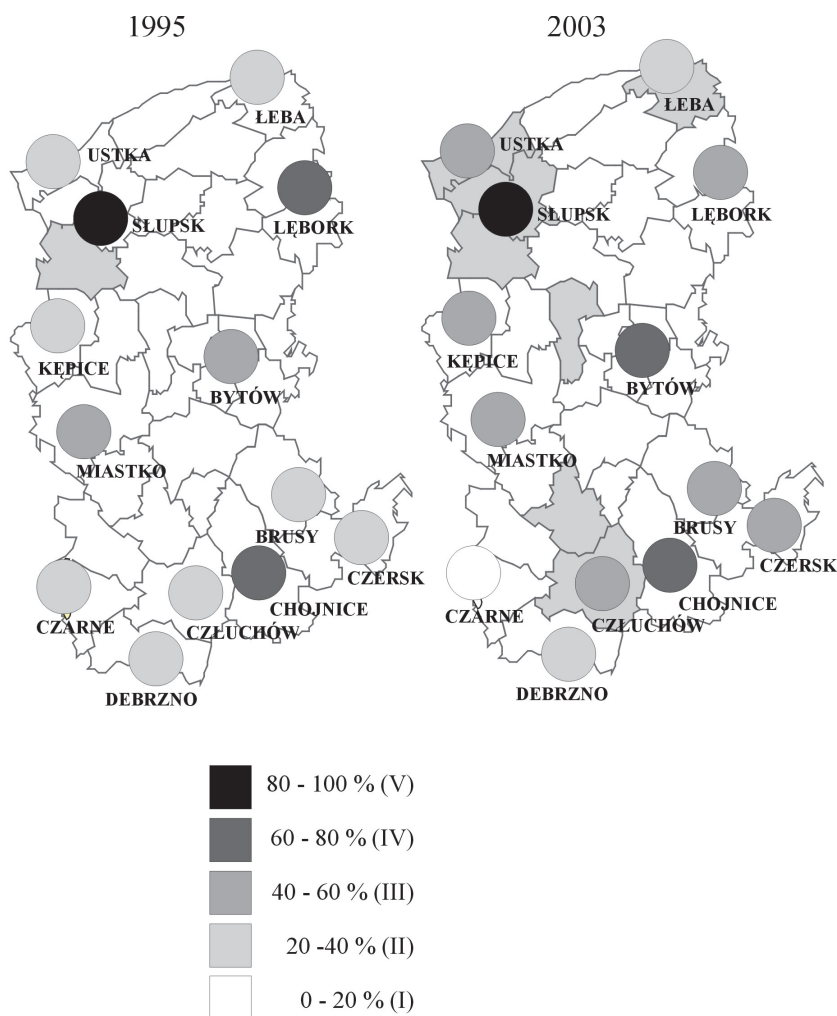 1995
ŁEBA
USTKA
SŁUPSK
LĘBORK
KĘPICE
BYTÓW
MIASTKO
BRUSY
CZERSK
CHOJNICE
CZARNE
CZŁUCHÓW
DEBRZNO
2003
ŁEBA
USTKA
SŁUPSK
LĘBORK
KĘPICE
BYTÓW
MIASTKO
BRUSY
CZERSK
CHOJNICE
CZARNE
CZŁUCHÓW
DEBRZNO
80 - 100 % (V)
60 - 80 % (IV)
40 - 60 % (III)
20 -40 % (II)
0 - 20 % (I)